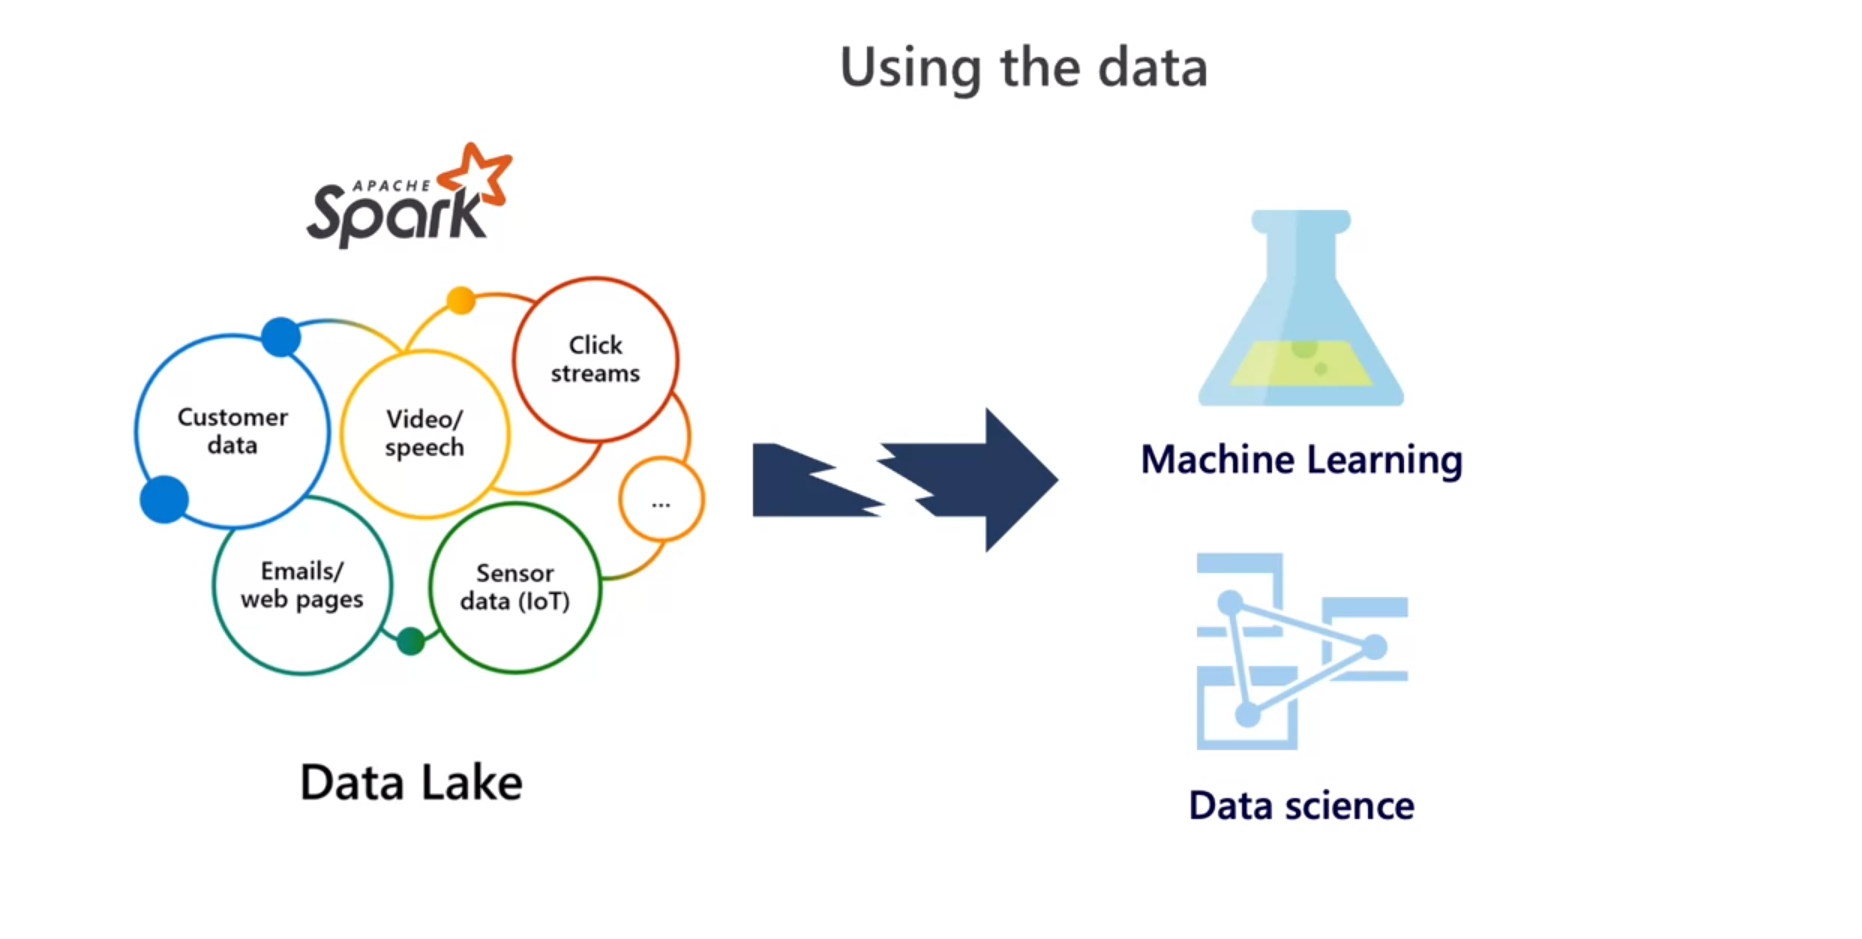 Using the data
APACHE
Spark
Click
streams
Customer
data
Video/
speech
...
Emails/
web pages
Sensor
data (IoT)
Data Lake
Machine Learning
Data science